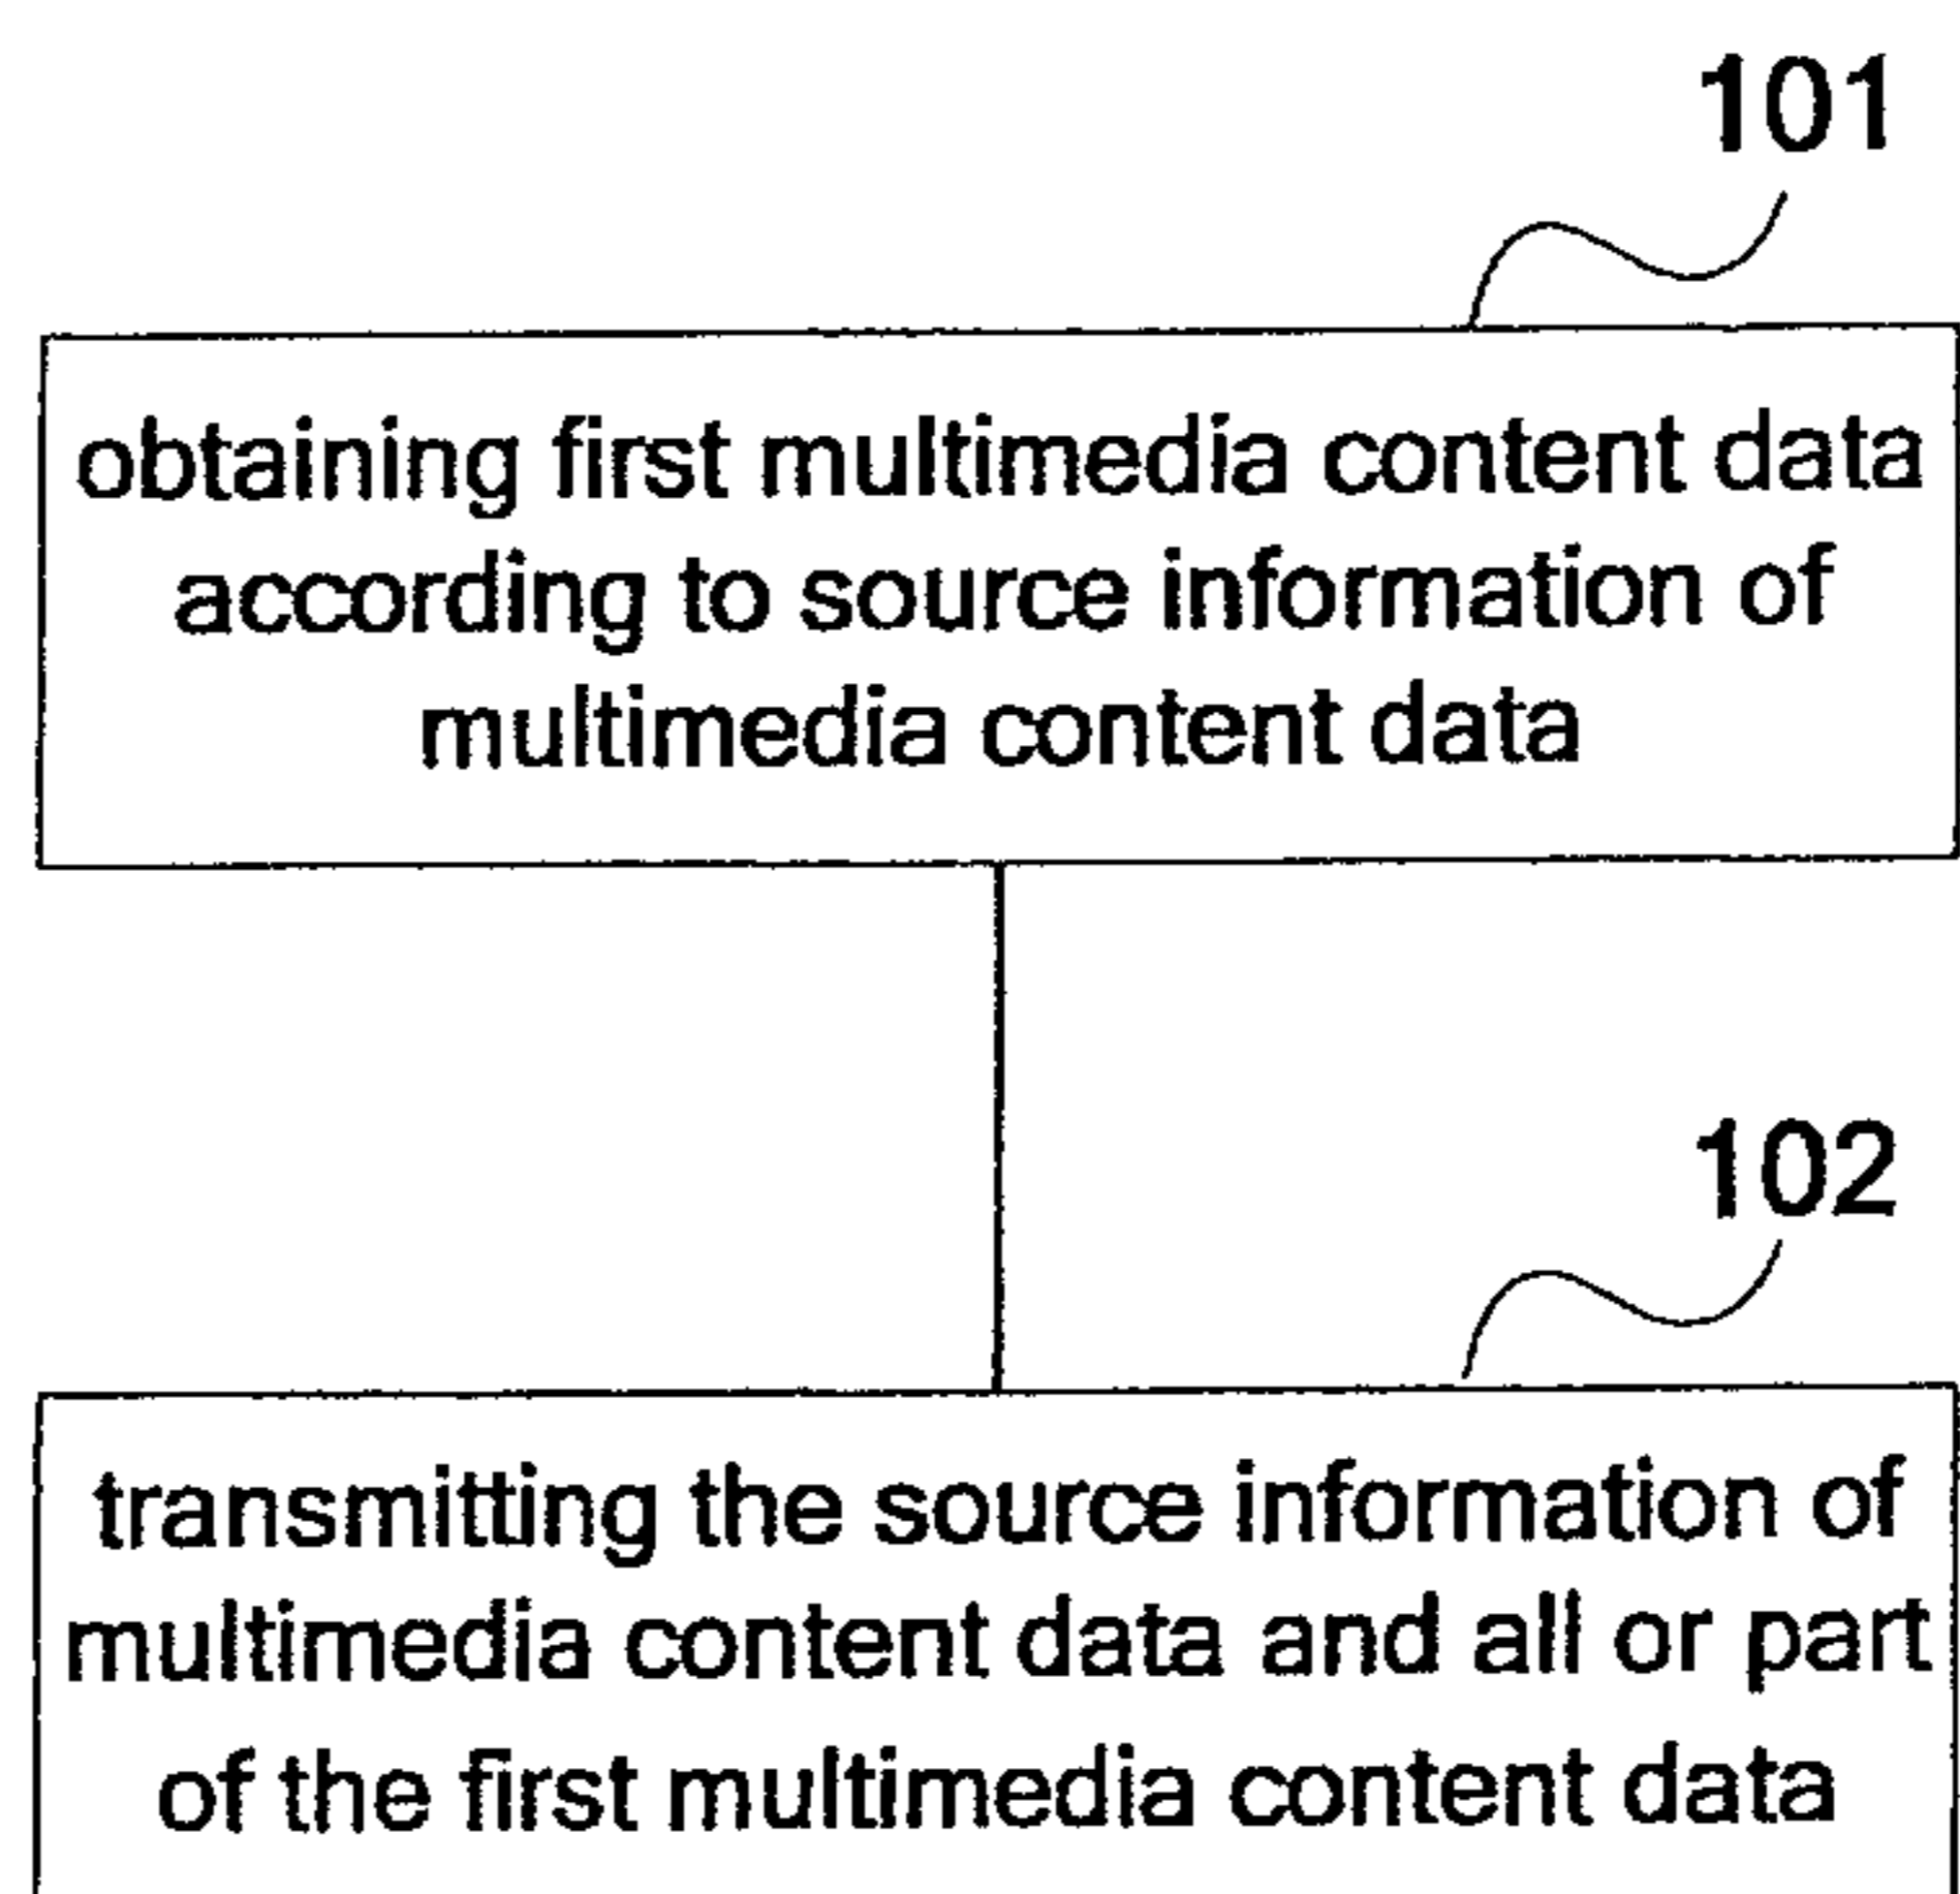 101
obtaining first multimedia content data
according to source information of
multimedia content data
102
transmitting the source information of
multimedia content data and all or part
of the first multimedia content data